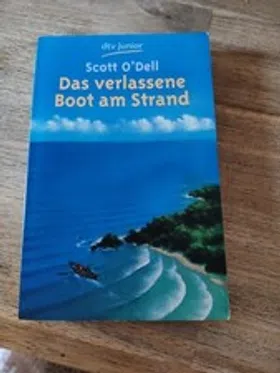 dtv junior
Scott O'Dell
Das verlassene
Boot am Strand